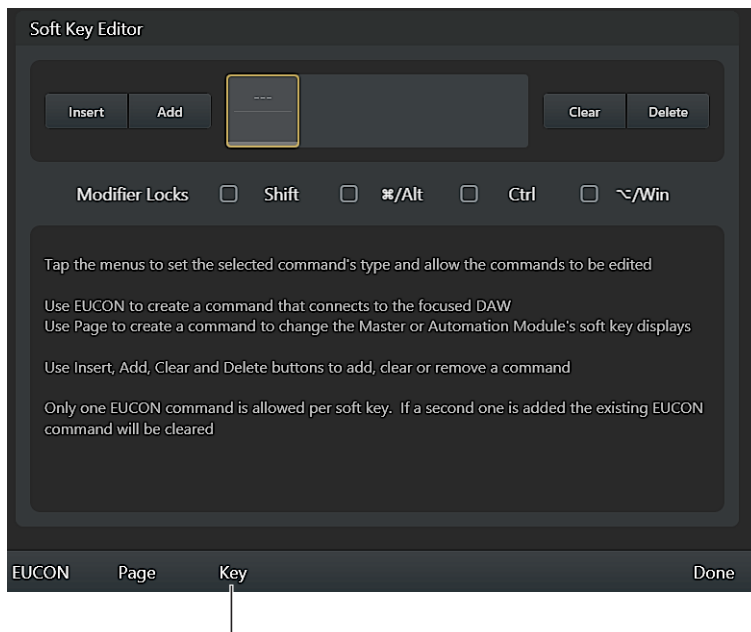 Soft Key Editor
Insert Add --- Clear Delete
Modifier Locks Shift ⌘/Alt Ctrl ⌥/Win
Tap the menus to set the selected command's type and allow the commands to be edited
Use EUCON to create a command that connects to the focused DAW
Use Page to create a command to change the Master or Automation Module's soft key displays
Use Insert, Add, Clear and Delete buttons to add, clear or remove a command
Only one EUCON command is allowed per soft key. If a second one is added the existing EUCON
command will be cleared
EUCON Page Key Done